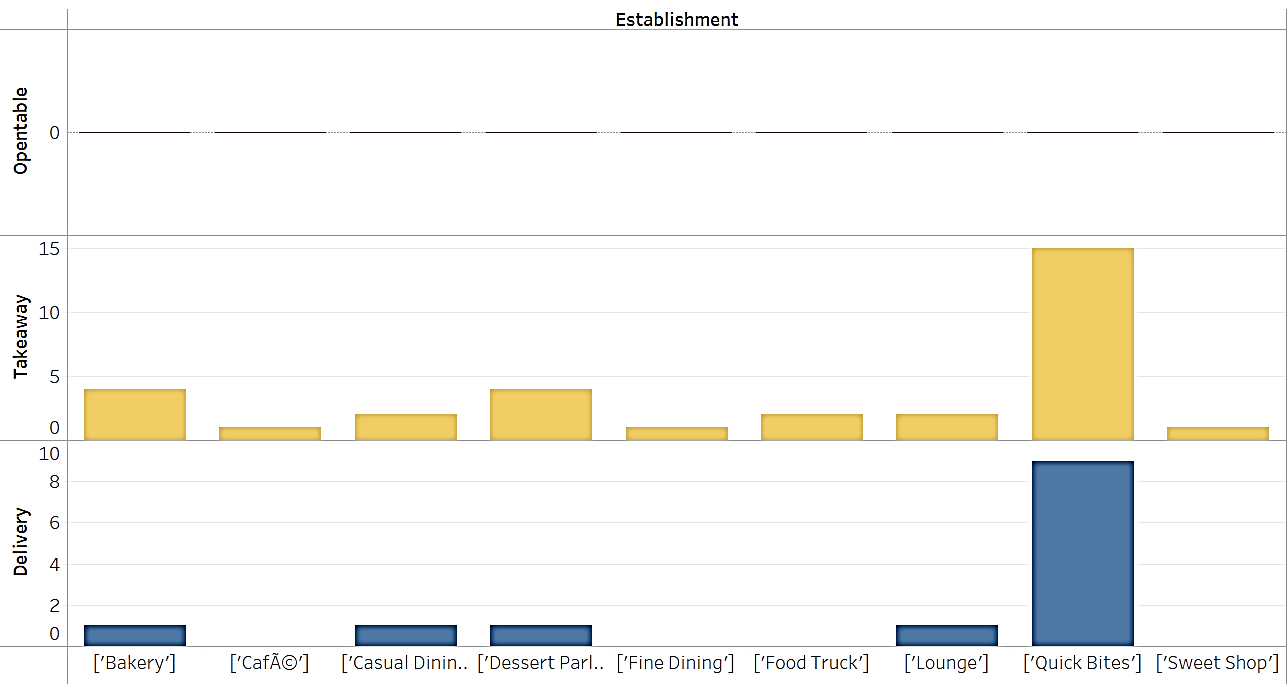 Establishment
Opentable
0
Takeaway
15
10
5
0
Delivery
10
8
6
4
2
0
['Bakery'] ['CafÃ©'] ['Casual Dinin.. ['Dessert Parl.. ['Fine Dining'] ['Food Truck'] ['Lounge'] ['Quick Bites'] ['Sweet Shop']